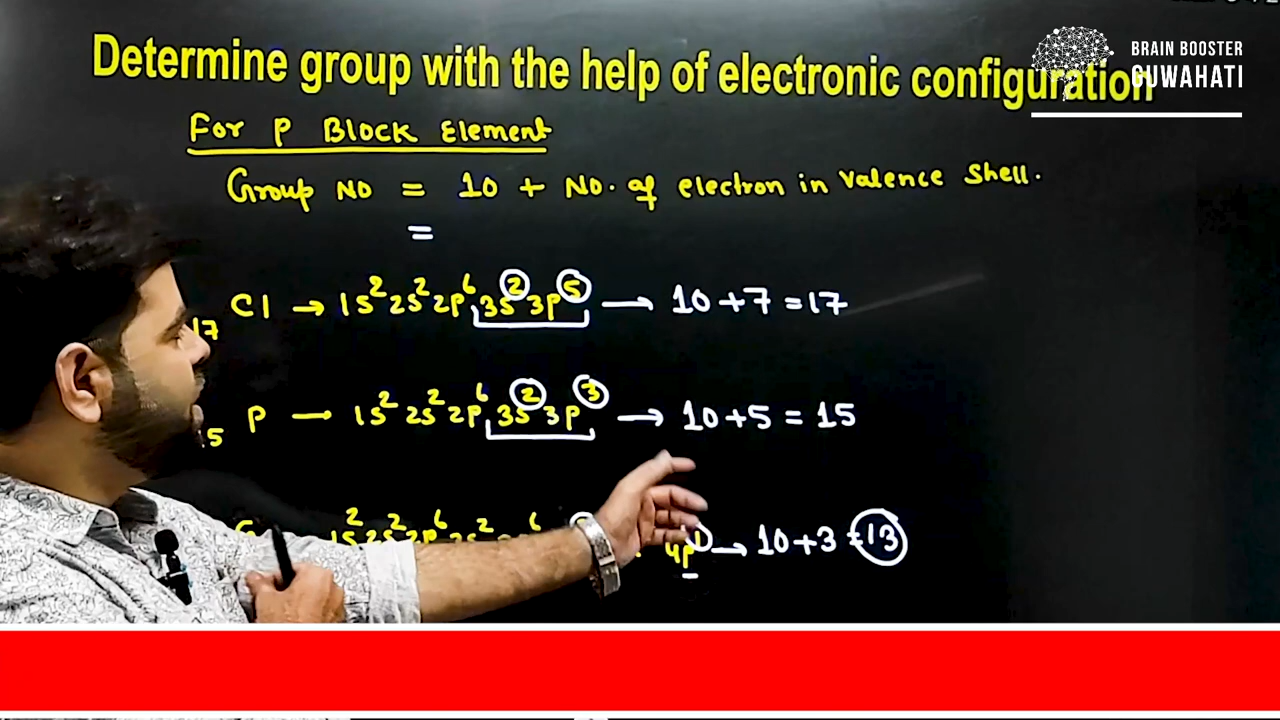 BRAIN BOOSTER
GUWAHATI
Determine group with the help of electronic configuration
For P Block Element
Group No = 10 + No. of electron in valence shell.
=
17 Cl → 1s² 2s² 2p⁶ 3s² 3p⁵ → 10 + 7 = 17
5 P — 1s² 2s² 2p⁶ 3s² 3p³ → 10 + 5 = 15
4p¹ → 10 + 3 = 13